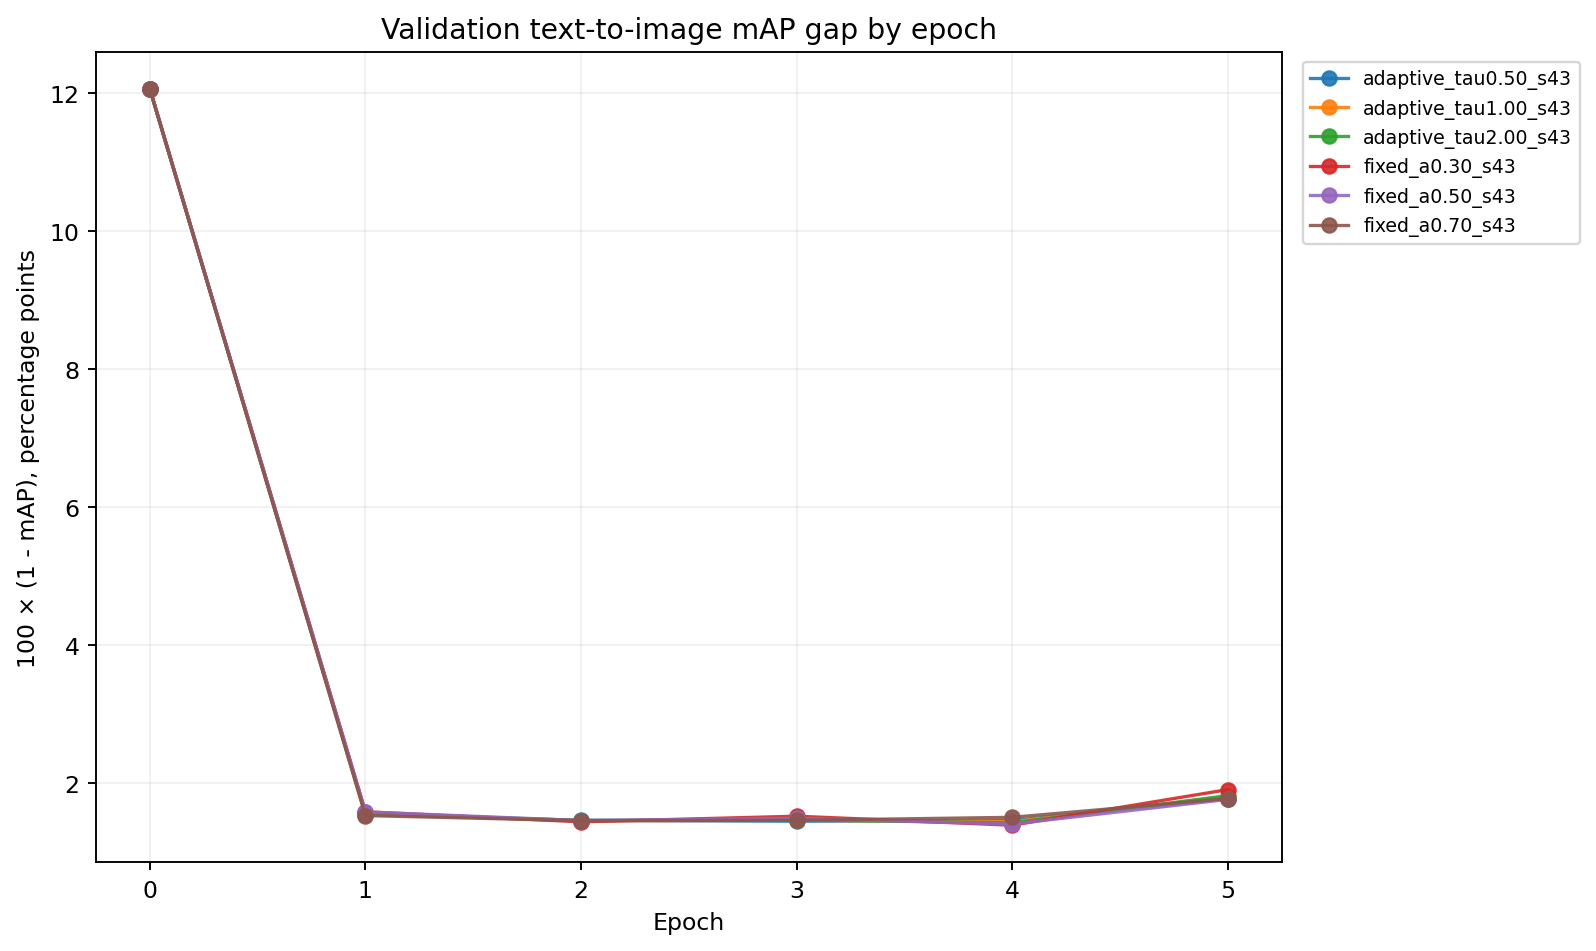 Validation text-to-image mAP gap by epoch
100 × (1 - mAP), percentage points
12
10
8
6
4
2
0 1 2 3 4 5
Epoch
adaptive_tau0.50_s43
adaptive_tau1.00_s43
adaptive_tau2.00_s43
fixed_a0.30_s43
fixed_a0.50_s43
fixed_a0.70_s43